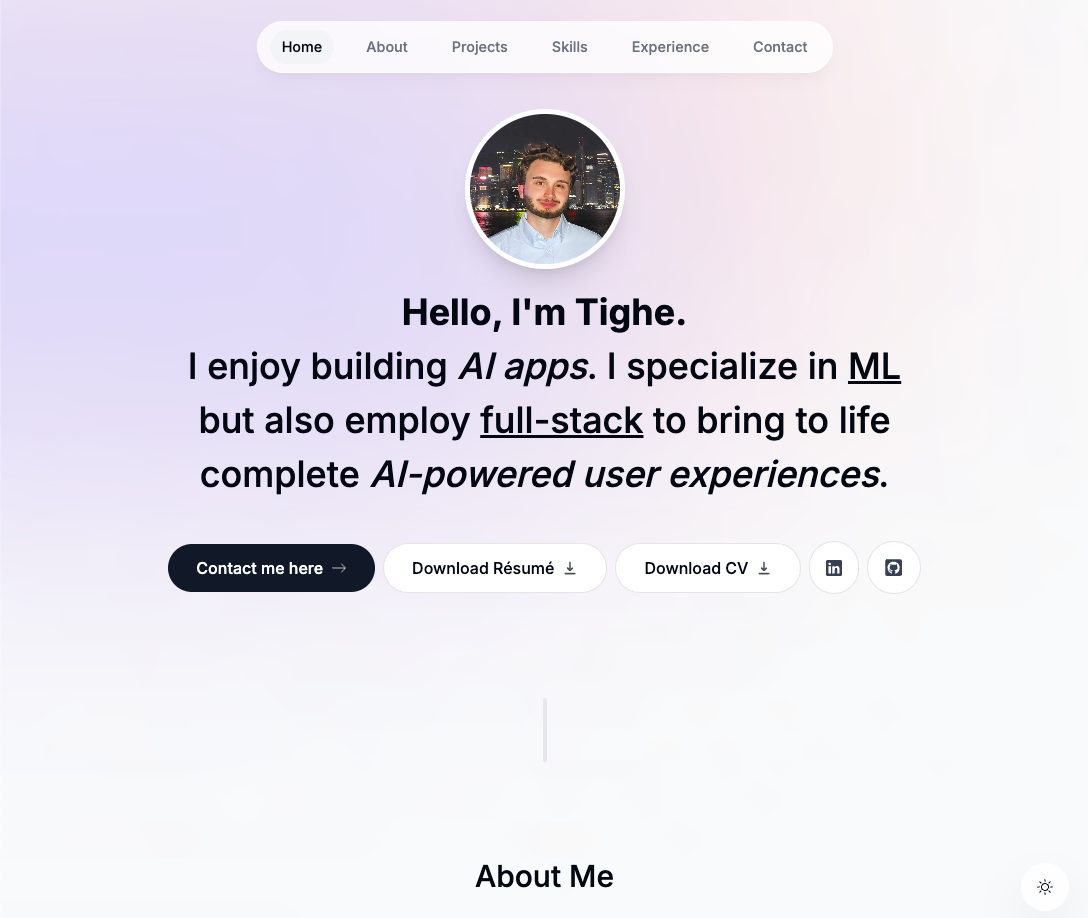 Home About Projects Skills Experience Contact
Hello, I'm Tighe.
I enjoy building AI apps. I specialize in ML
but also employ full-stack to bring to life
complete AI-powered user experiences.
Contact me here → Download Résumé Download CV in
About Me